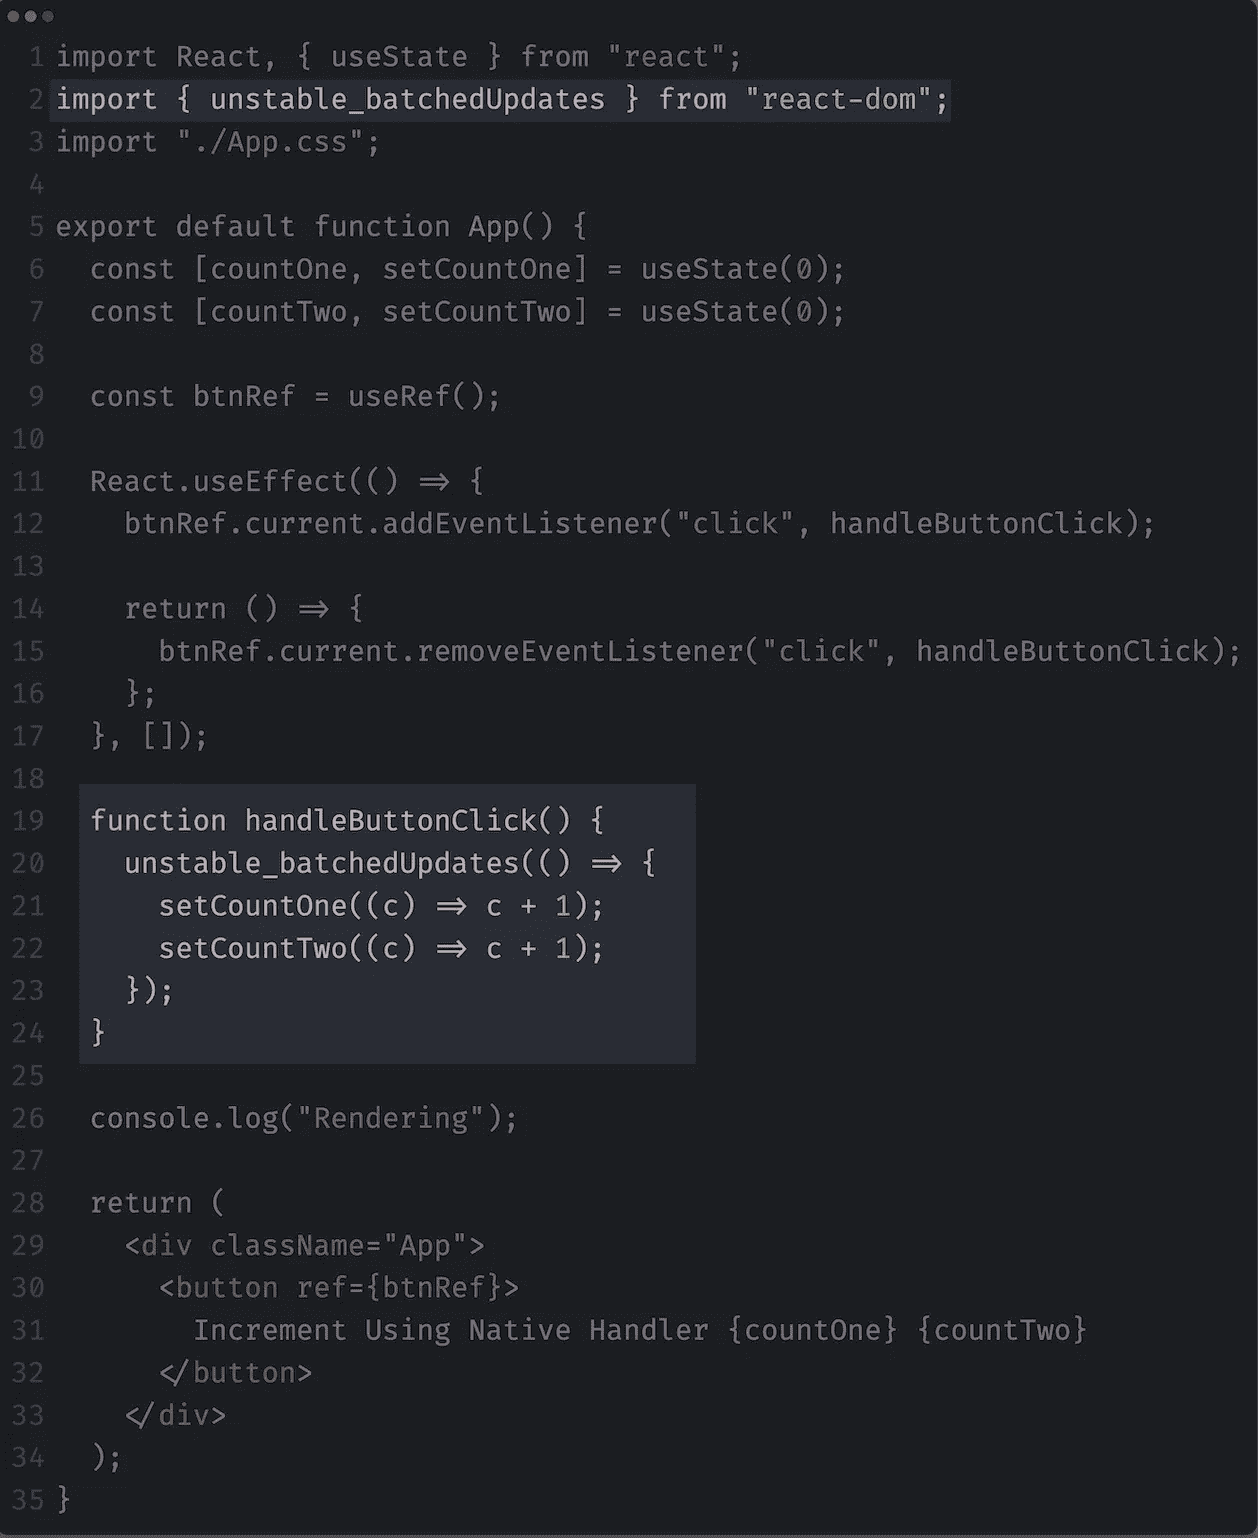 1 import React, { useState } from "react";
2 import { unstable_batchedUpdates } from "react-dom";
3 import "./App.css";
4
5 export default function App() {
6   const [countOne, setCountOne] = useState(0);
7   const [countTwo, setCountTwo] = useState(0);
8
9   const btnRef = useRef();
10
11   React.useEffect(() => {
12     btnRef.current.addEventListener("click", handleButtonClick);
13
14     return () => {
15       btnRef.current.removeEventListener("click", handleButtonClick);
16     };
17   }, []);
18
19   function handleButtonClick() {
20     unstable_batchedUpdates(() => {
21       setCountOne((c) => c + 1);
22       setCountTwo((c) => c + 1);
23     });
24   }
25
26   console.log("Rendering");
27
28   return (
29     <div className="App">
30       <button ref={btnRef}>
31         Increment Using Native Handler {countOne} {countTwo}
32       </button>
33     </div>
34   );
35 }